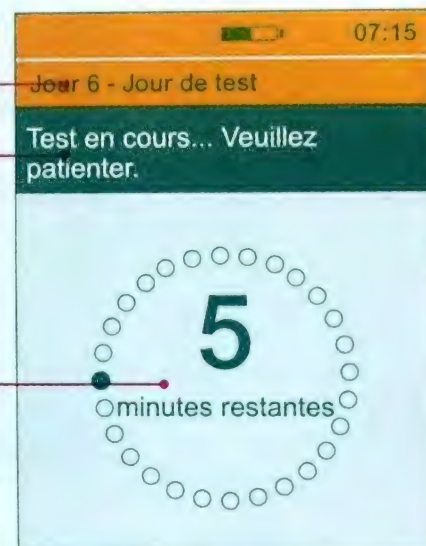 07:15
Jour 6 - Jour de test
Test en cours... Veuillez
patienter.
5
minutes restantes